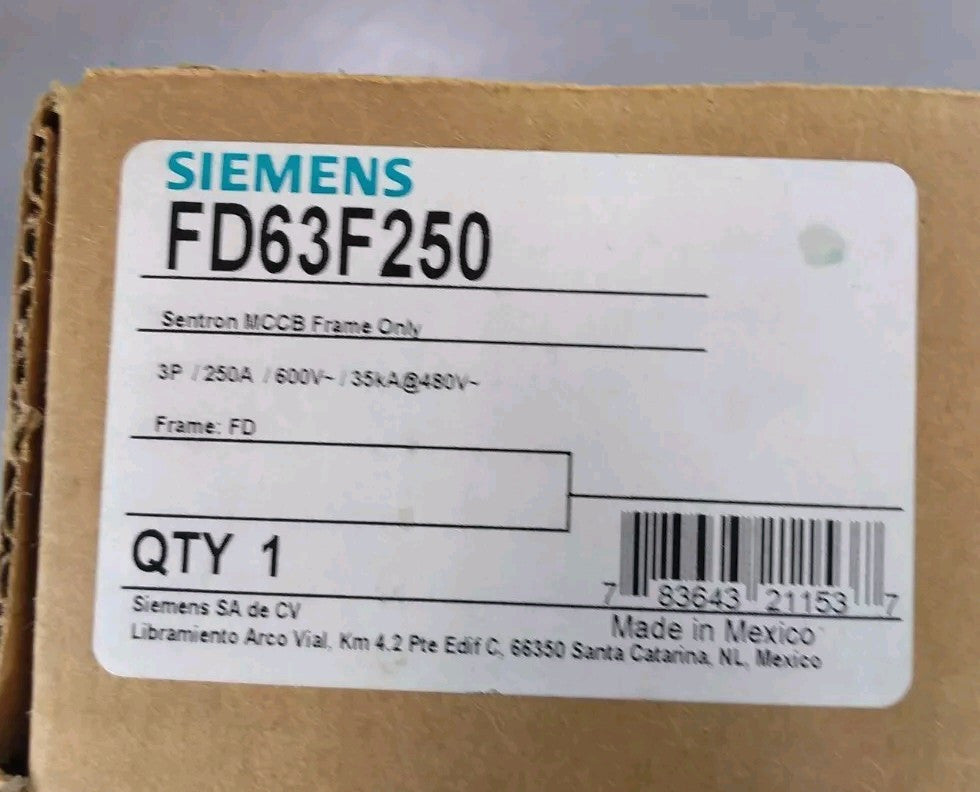 SIEMENS
FD63F250
Sentron MCCB Frame Only
3P / 250A / 600V~ / 35kA@480V~
Frame: FD
QTY 1
7 83643 21153 7
Made in Mexico
Siemens SA de CV
Libramiento Arco Vial, Km 4.2 Pte Edif C, 66350 Santa Catarina, NL, Mexico